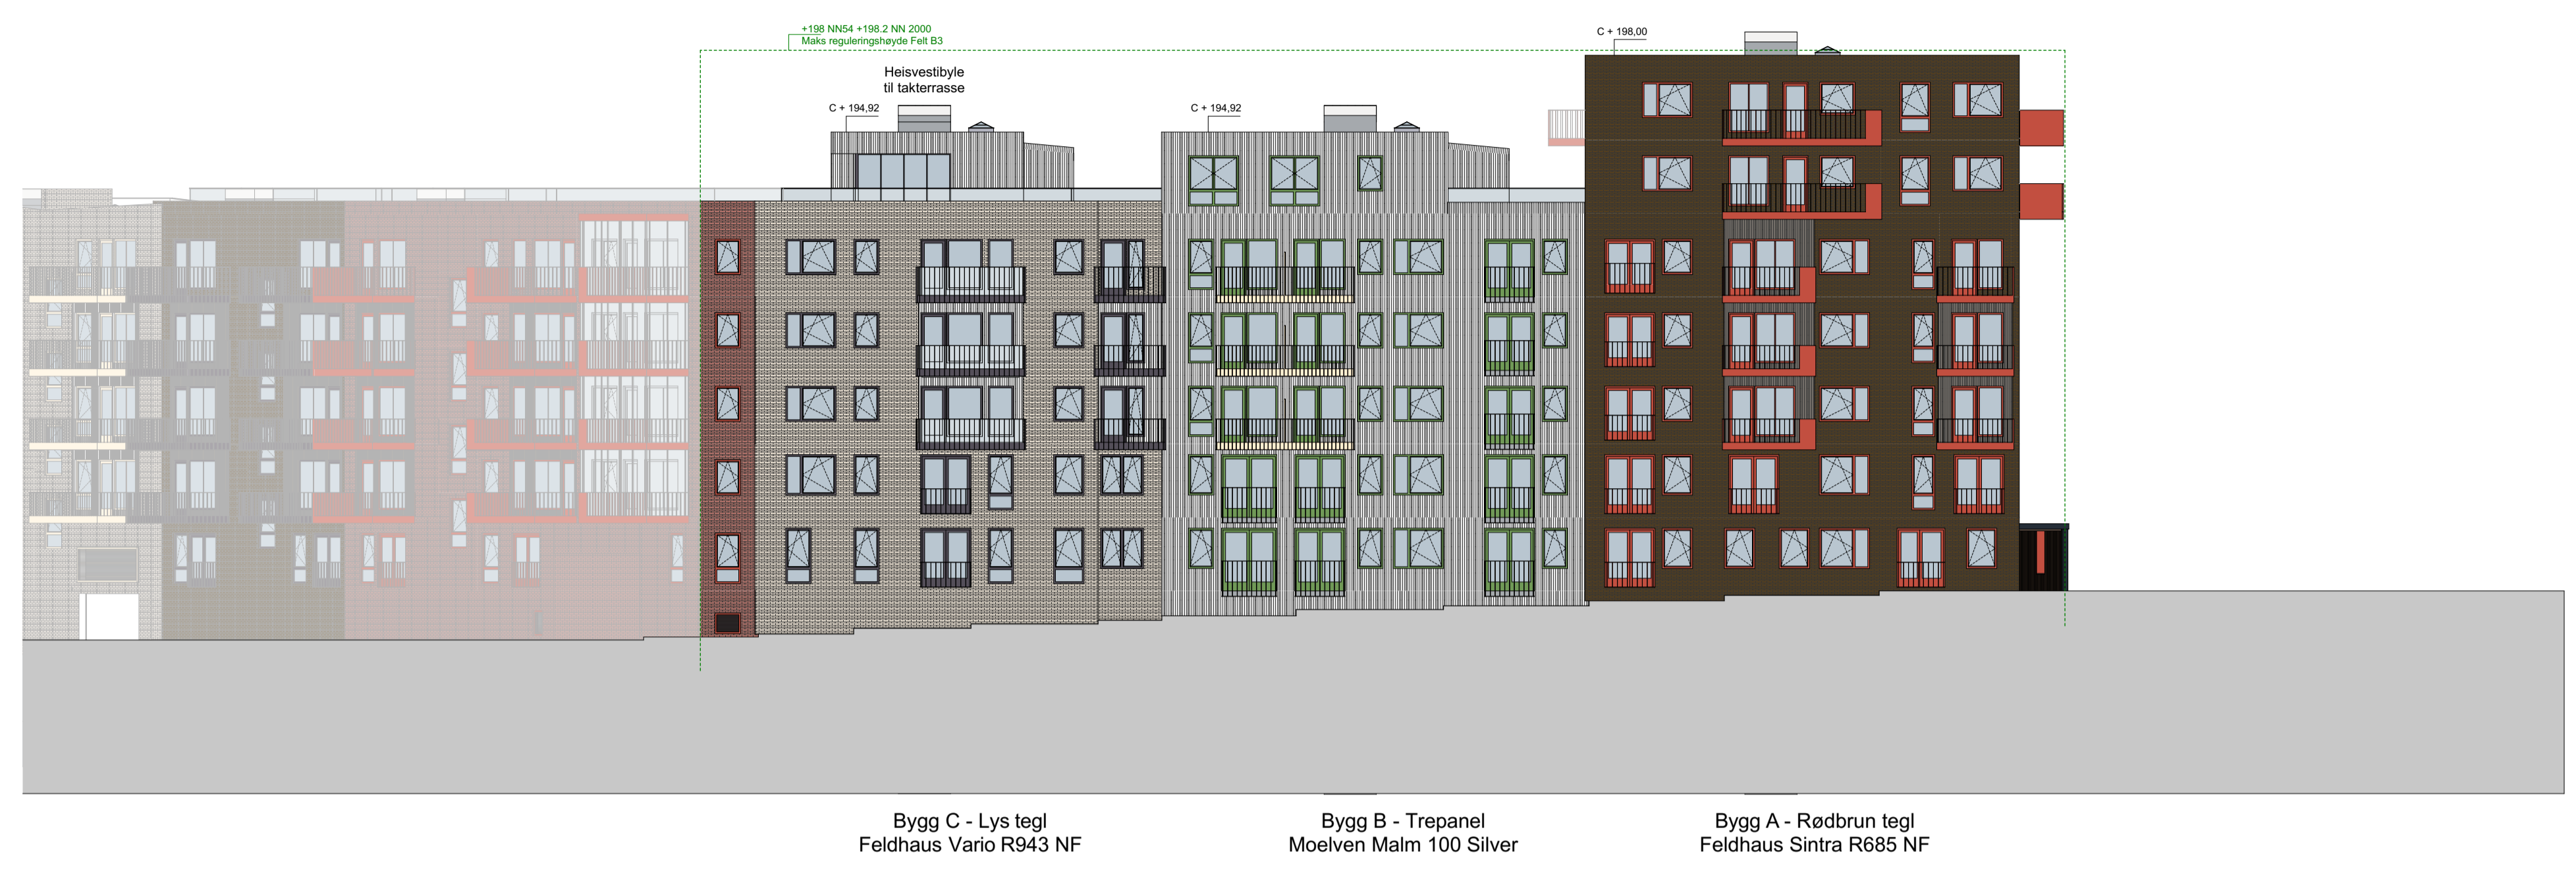 +198 NN54 +198.2 NN 2000
Maks reguleringshøyde Felt B3
C + 198,00
Heisvestibyle
til takterrasse
C + 194,92
C + 194,92
Bygg C - Lys tegl
Feldhaus Vario R943 NF
Bygg B - Trepanel
Moelven Malm 100 Silver
Bygg A - Rødbrun tegl
Feldhaus Sintra R685 NF